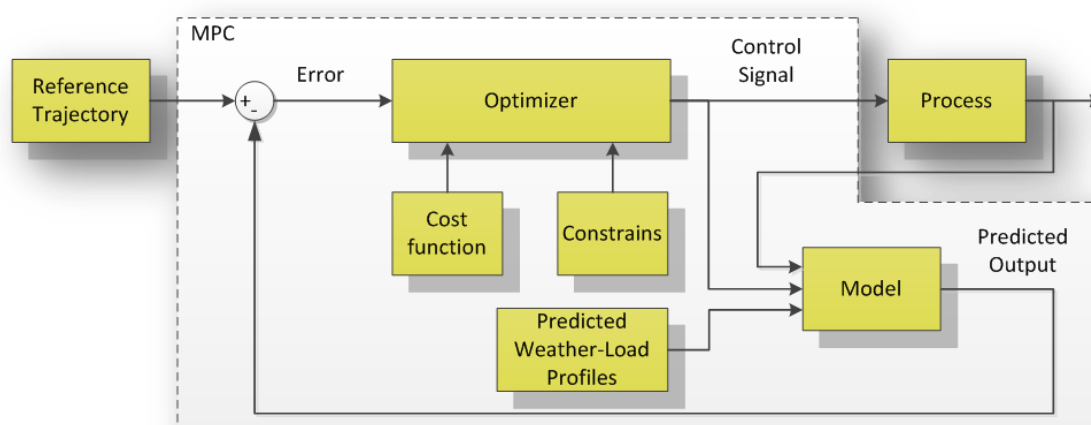 MPC
Reference
Trajectory
+
-
Error
Optimizer
Control
Signal
Process
Cost
function
Constrains
Predicted
Weather-Load
Profiles
Model
Predicted
Output